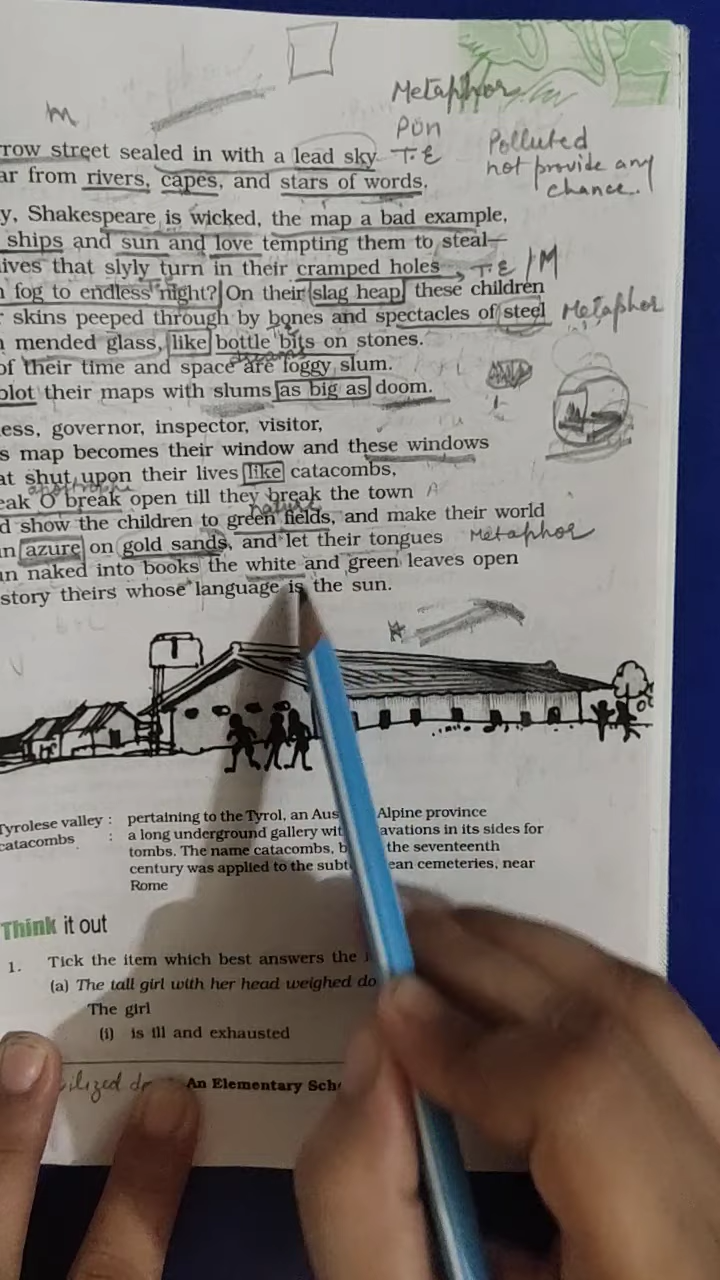 Metaphor
m
Pun
Polluted
row street sealed in with a lead sky T.E
not provide any
ar from rivers, capes, and stars of words.
chance.
y, Shakespeare is wicked, the map a bad example,
ships and sun and love tempting them to steal—
ives that slyly turn in their cramped holes T.E / M
fog to endless night? On their slag heap, these children
skins peeped through by bones and spectacles of steel Metaphor
mended glass, like bottle bits on stones.
of their time and space are foggy slum.
blot their maps with slums as big as doom.
ess, governor, inspector, visitor,
s map becomes their window and these windows
at shut upon their lives like catacombs,
apostrophe
eak O break open till they break the town A
nature
d show the children to green fields, and make their world
n azure on gold sands, and let their tongues Metaphor
n naked into books the white and green leaves open
story theirs whose language is the sun.
Tyrolese valley : pertaining to the Tyrol, an Aus Alpine province
catacombs : a long underground gallery wit avations in its sides for
tombs. The name catacombs, b the seventeenth
century was applied to the subt ean cemeteries, near
Rome
Think it out
1. Tick the item which best answers the
(a) The tall girl with her head weighed do
The girl
(i) is ill and exhausted
ilized An Elementary Sch